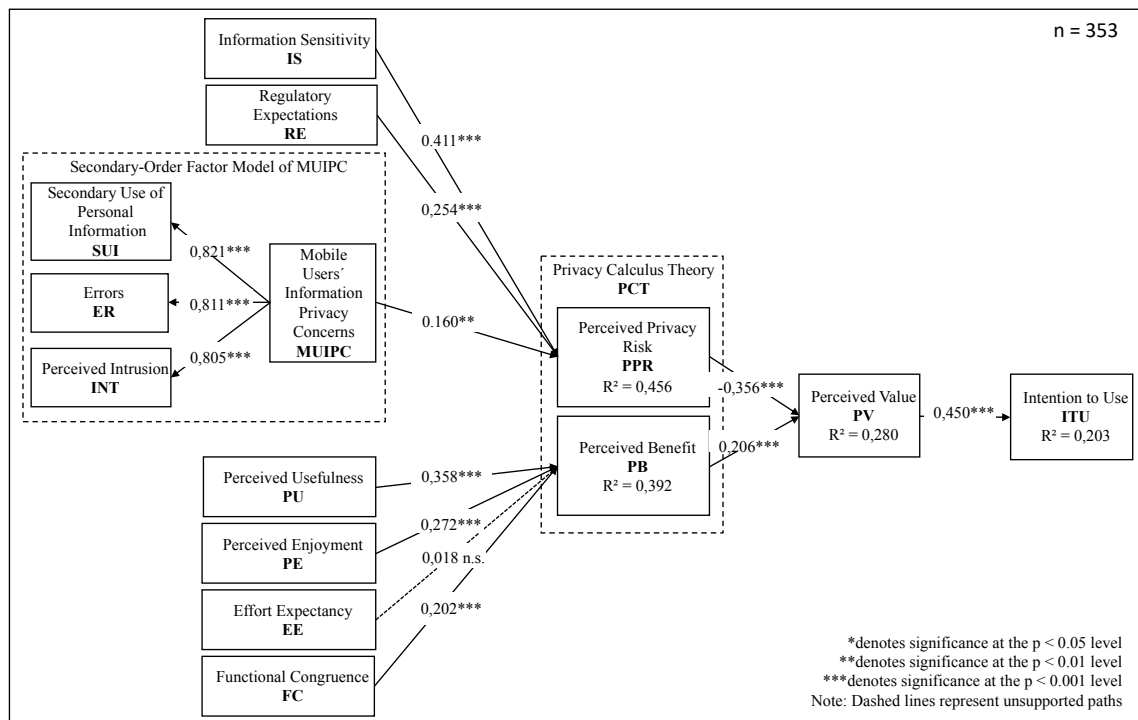 n = 353
Information Sensitivity
IS
Regulatory
Expectations
RE
0.411***
0,254***
Secondary-Order Factor Model of MUIPC
Secondary Use of
Personal
Information
SUI
0,821***
Errors
ER
0,811***
Perceived Intrusion
INT
0,805***
Mobile
Users´
Information
Privacy
Concerns
MUIPC
0.160**
Privacy Calculus Theory
PCT
Perceived Privacy
Risk
PPR
R² = 0,456
-0,356***
Perceived Benefit
PB
R² = 0,392
0,206***
Perceived Value
PV
R² = 0,280
0,450***
Intention to Use
ITU
R² = 0,203
Perceived Usefulness
PU
0,358***
Perceived Enjoyment
PE
0,272***
0,018 n.s.
Effort Expectancy
EE
0,202***
Functional Congruence
FC
*denotes significance at the p < 0.05 level
**denotes significance at the p < 0.01 level
***denotes significance at the p < 0.001 level
Note: Dashed lines represent unsupported paths